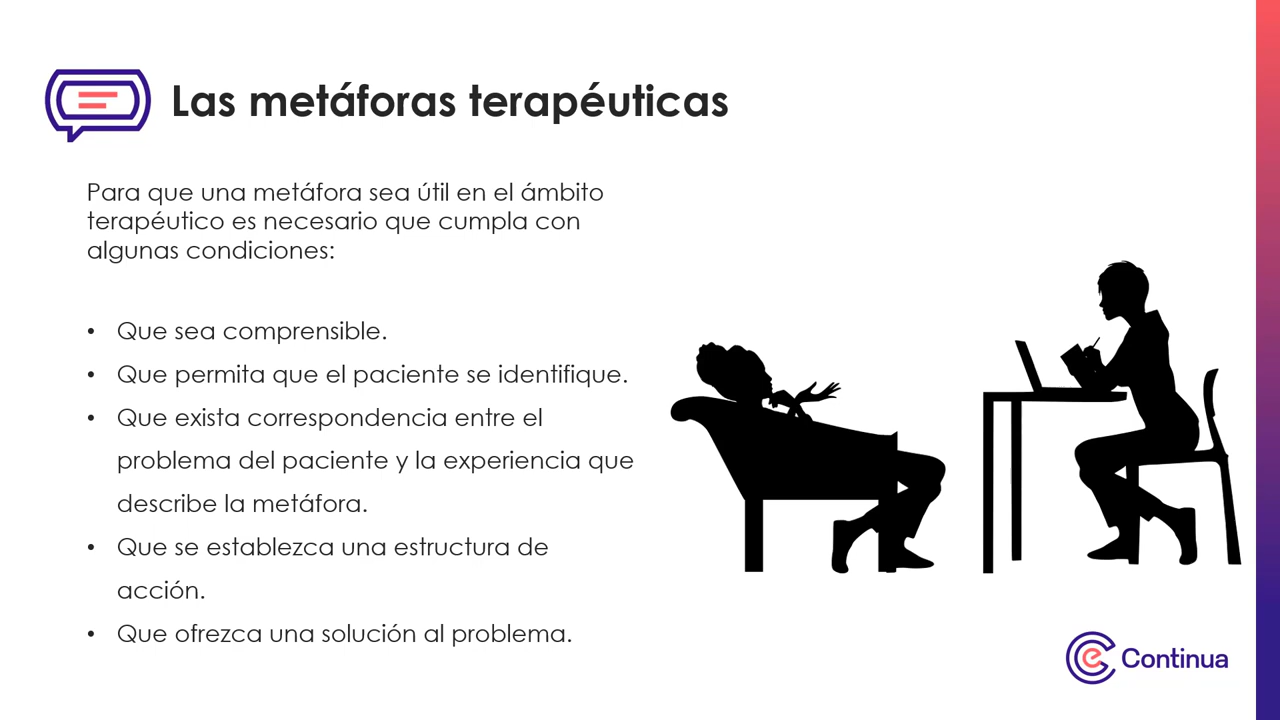 Las metáforas terapéuticas
Para que una metáfora sea útil en el ámbito
terapéutico es necesario que cumpla con
algunas condiciones:
• Que sea comprensible.
• Que permita que el paciente se identifique.
• Que exista correspondencia entre el
problema del paciente y la experiencia que
describe la metáfora.
• Que se establezca una estructura de
acción.
• Que ofrezca una solución al problema.
e Continua